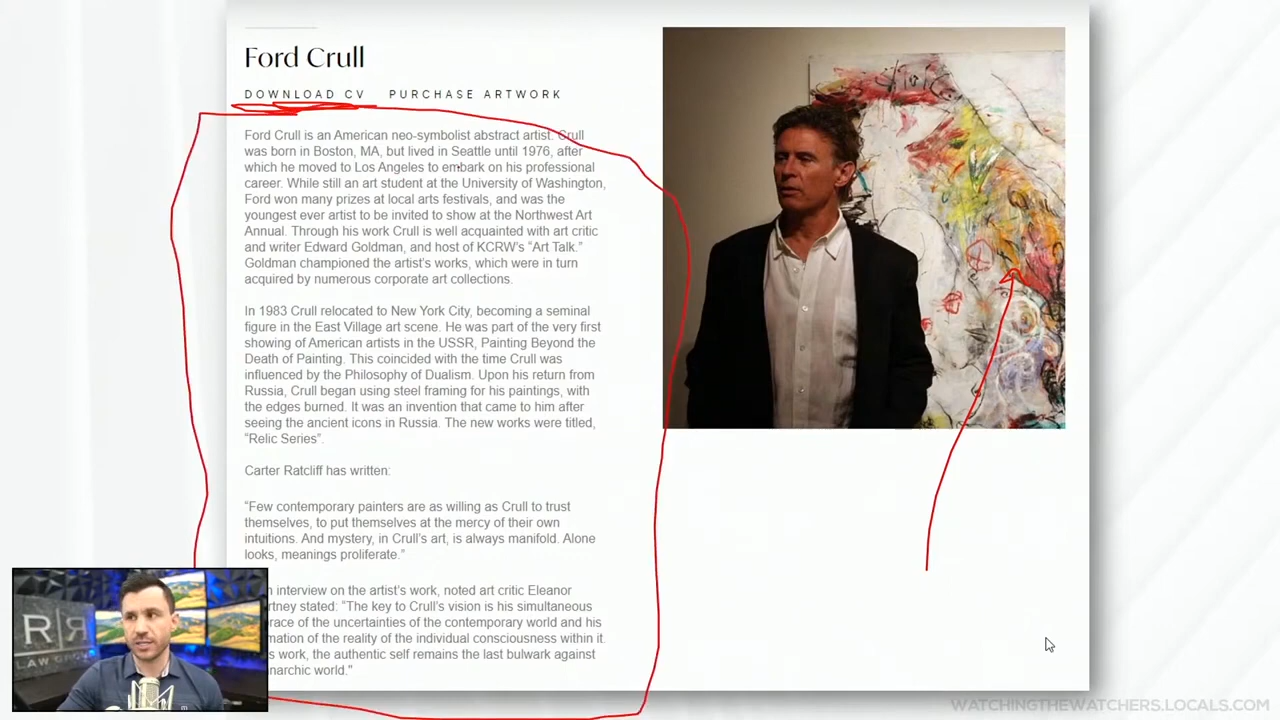 Ford Crull
DOWNLOAD CV PURCHASE ARTWORK
Ford Crull is an American neo-symbolist abstract artist. Crull
was born in Boston, MA, but lived in Seattle until 1976, after
which he moved to Los Angeles to embark on his professional
career. While still an art student at the University of Washington,
Ford won many prizes at local arts festivals, and was the
youngest ever artist to be invited to show at the Northwest Art
Annual. Through his work Crull is well acquainted with art critic
and writer Edward Goldman, and host of KCRW's “Art Talk.”
Goldman championed the artist's works, which were in turn
acquired by numerous corporate art collections.
In 1983 Crull relocated to New York City, becoming a seminal
figure in the East Village art scene. He was part of the very first
showing of American artists in the USSR, Painting Beyond the
Death of Painting. This coincided with the time Crull was
influenced by the Philosophy of Dualism. Upon his return from
Russia, Crull began using steel framing for his paintings, with
the edges burned. It was an invention that came to him after
seeing the ancient icons in Russia. The new works were titled,
“Relic Series”.
Carter Ratcliff has written:
“Few contemporary painters are as willing as Crull to trust
themselves, to put themselves at the mercy of their own
intuitions. And mystery, in Crull's art, is always manifold. Alone
looks, meanings proliferate.”
interview on the artist's work, noted art critic Eleanor
stated: “The key to Crull's vision is his simultaneous
of the uncertainties of the contemporary world and his
of the reality of the individual consciousness within it.
work, the authentic self remains the last bulwark against
world."
R R
LAW GROUP
WATCHINGTHEWATCHERS.LOCALS.COM